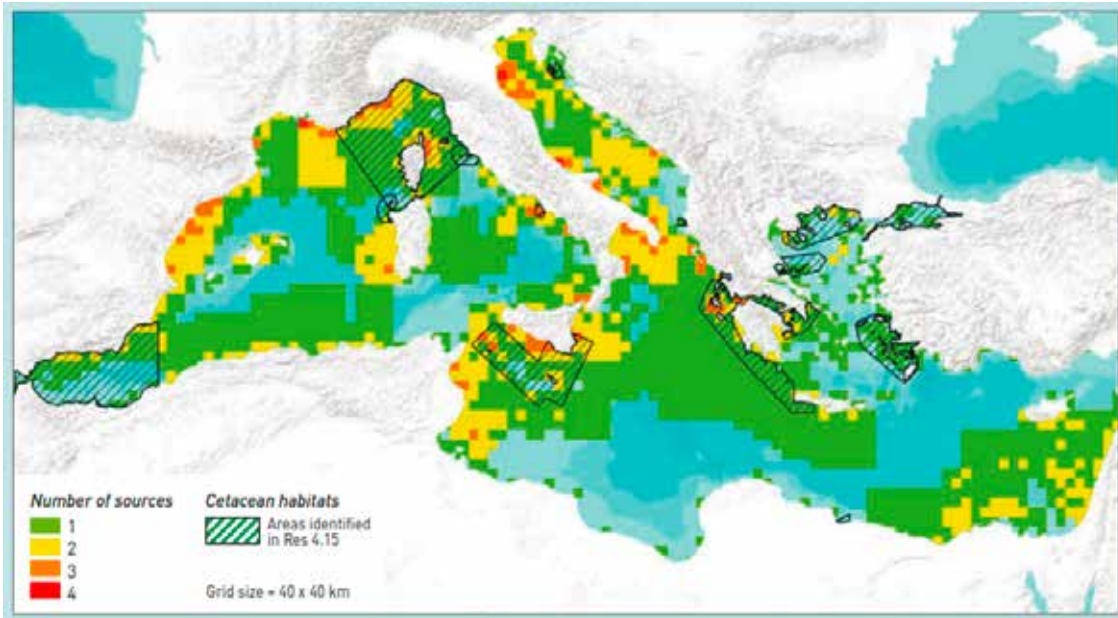 Number of sources
1
2
3
4
Cetacean habitats
Areas identified
in Res 4.15
Grid size = 40 x 40 km